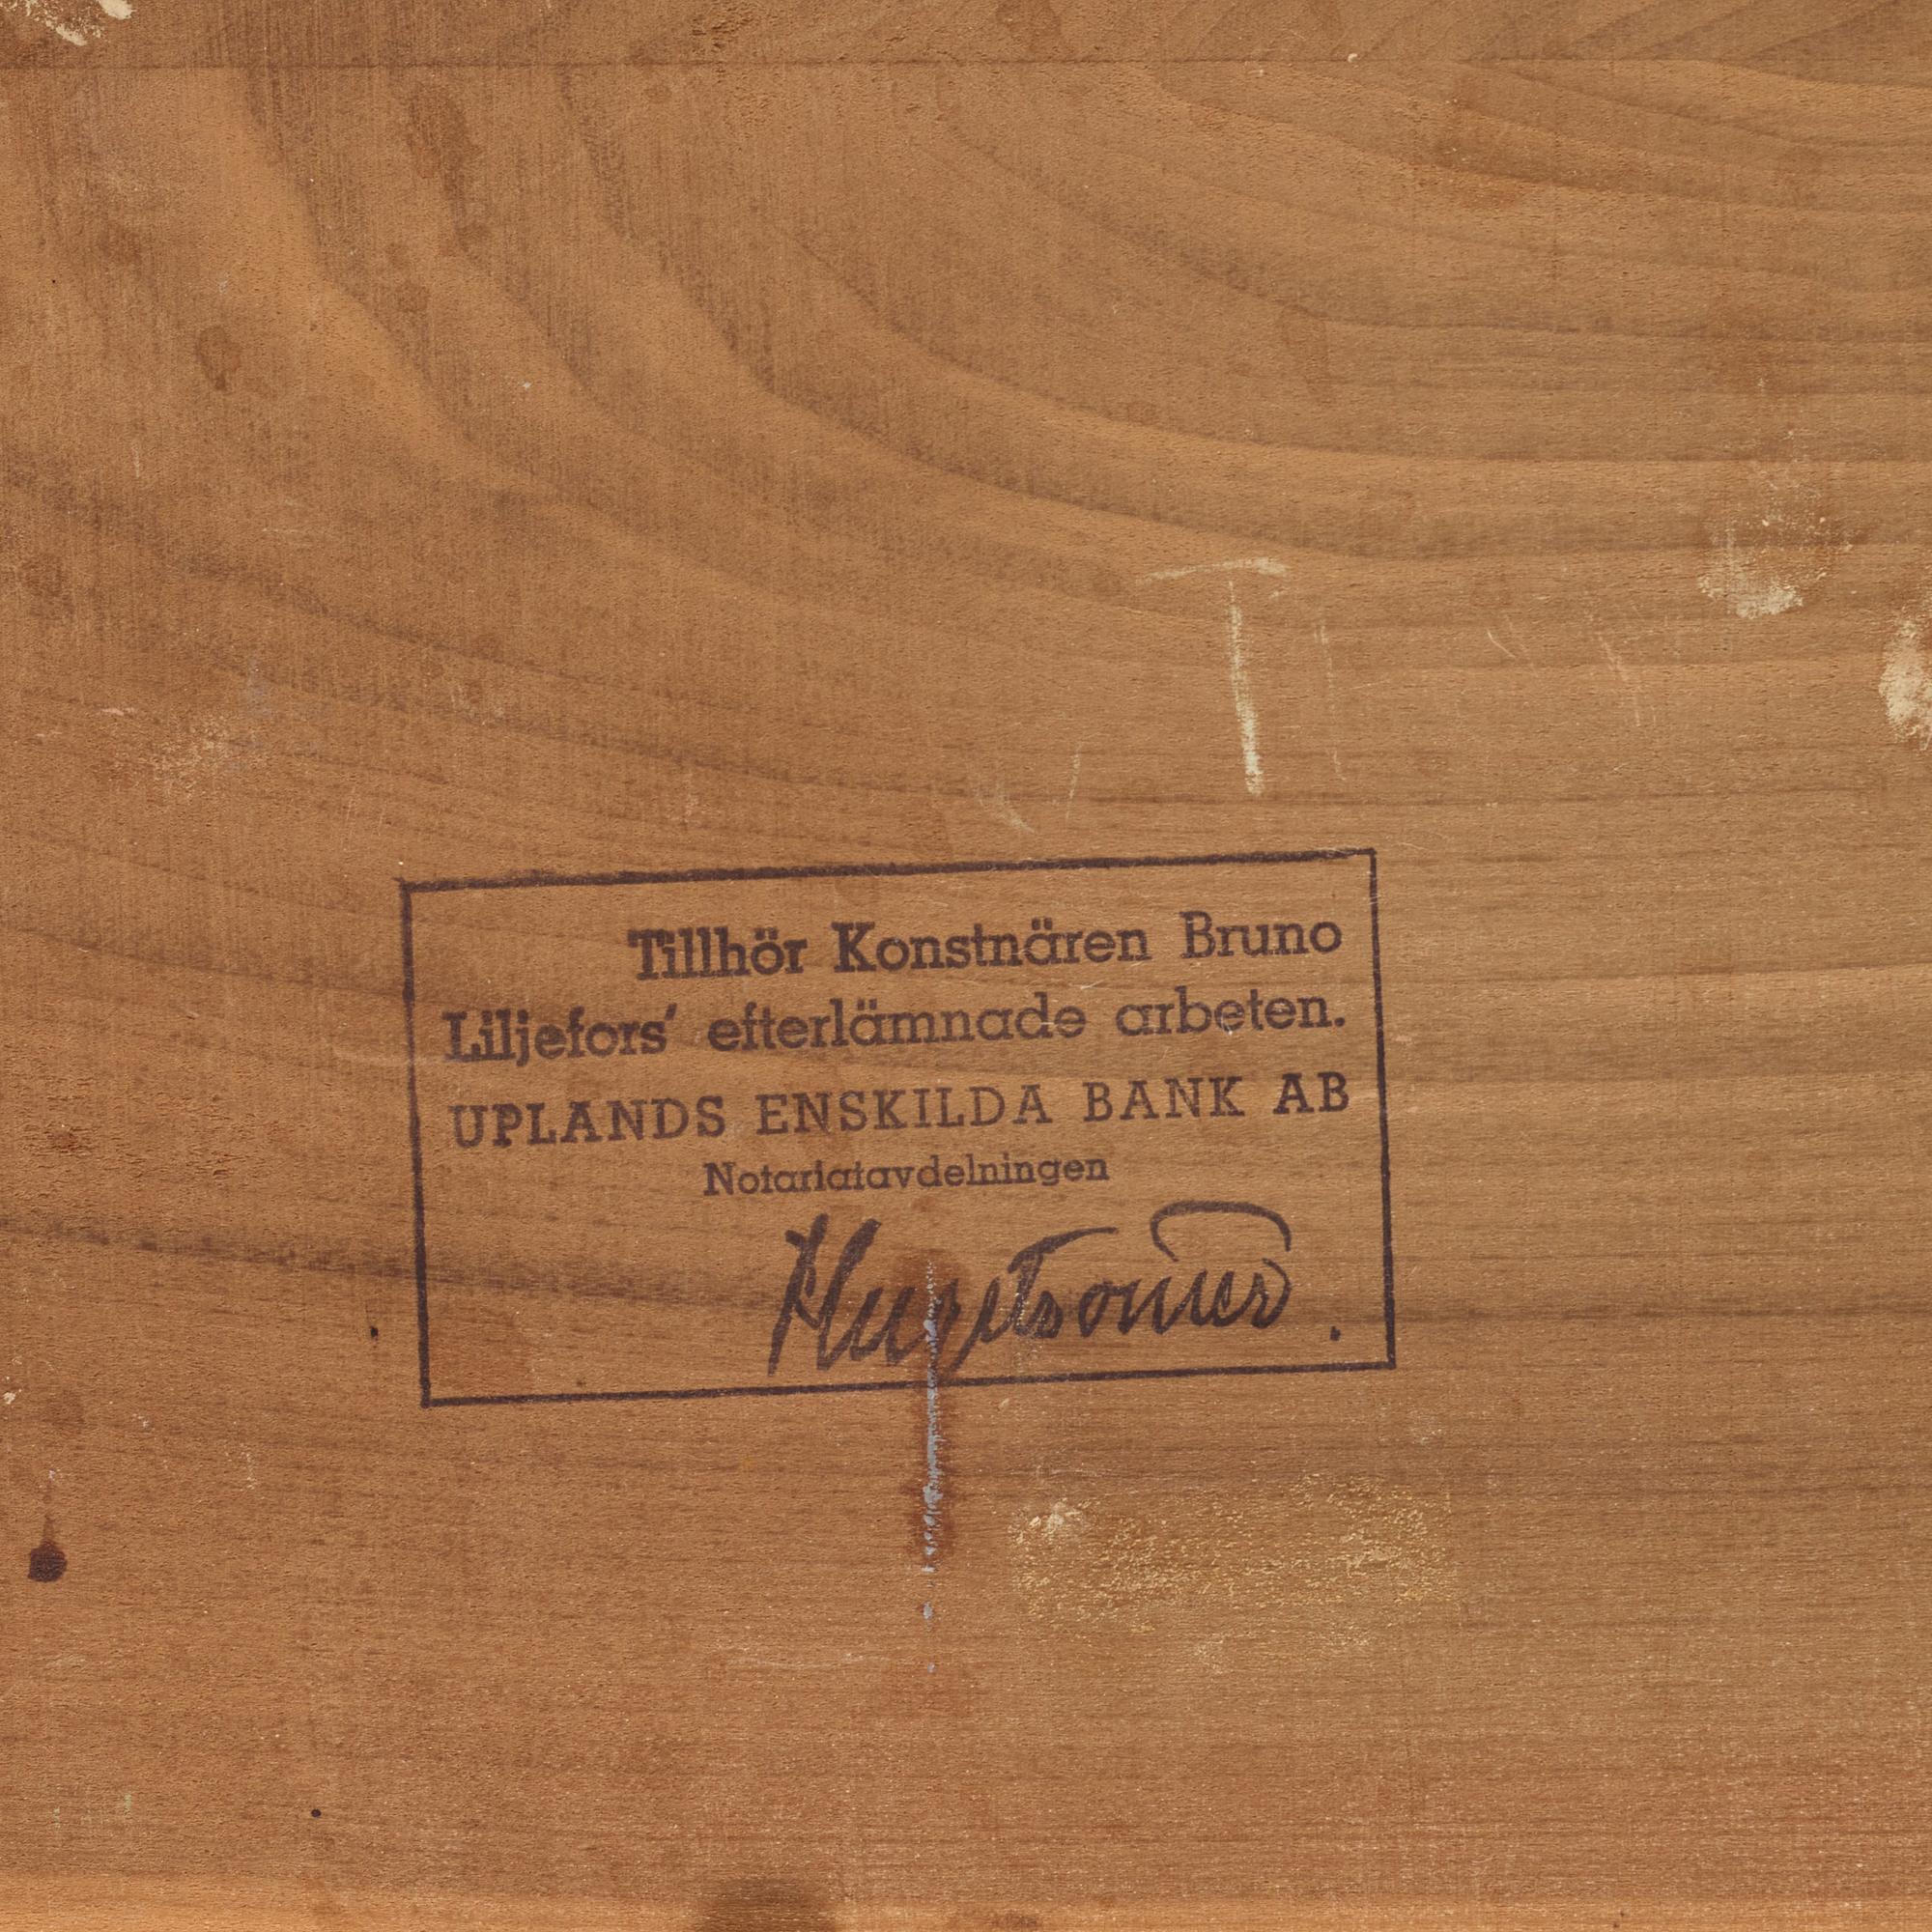 Tillhör Konstnären Bruno
Liljefors' efterlämnade arbeten.
UPLANDS ENSKILDA BANK AB
Notariatavdelningen